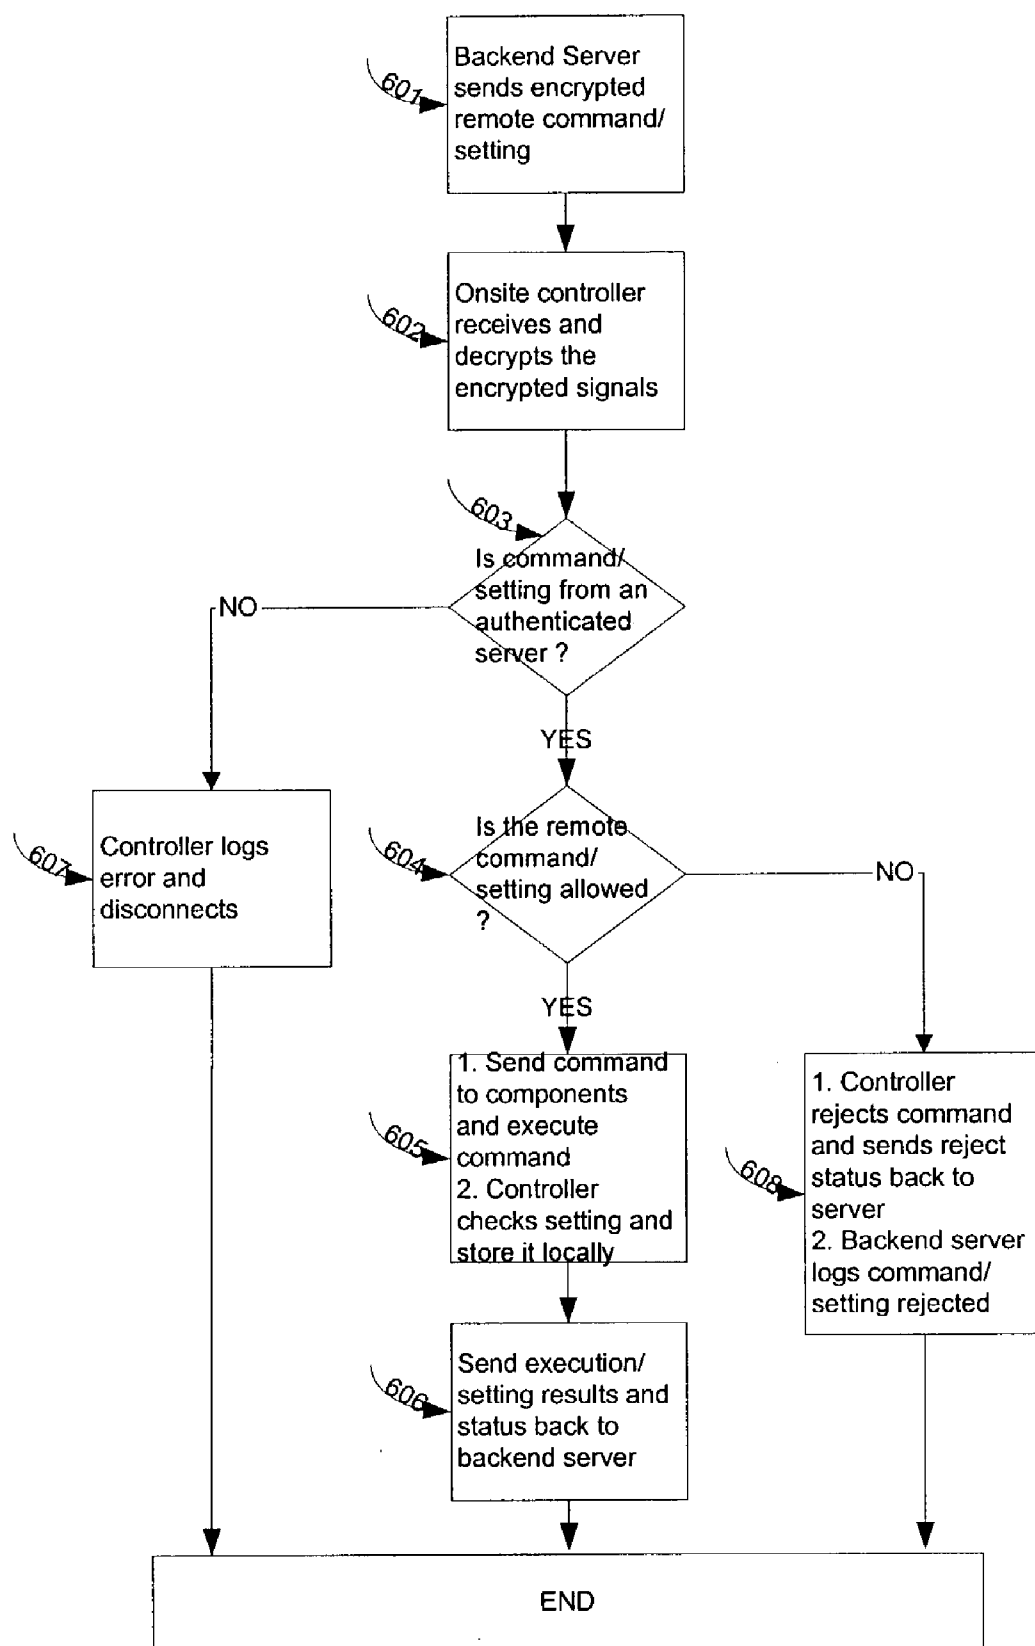 Backend Server
sends encrypted
remote command/
setting
601
Onsite controller
receives and
decrypts the
encrypted signals
602
603
Is command/
setting from an
authenticated
server ?
NO
YES
Controller logs
error and
disconnects
607
Is the remote
command/
setting allowed
?
604
NO
YES
1. Send command
to components
and execute
command
2. Controller
checks setting and
store it locally
605
1. Controller
rejects command
and sends reject
status back to
server
2. Backend server
logs command/
setting rejected
608
Send execution/
setting results and
status back to
backend server
606
END